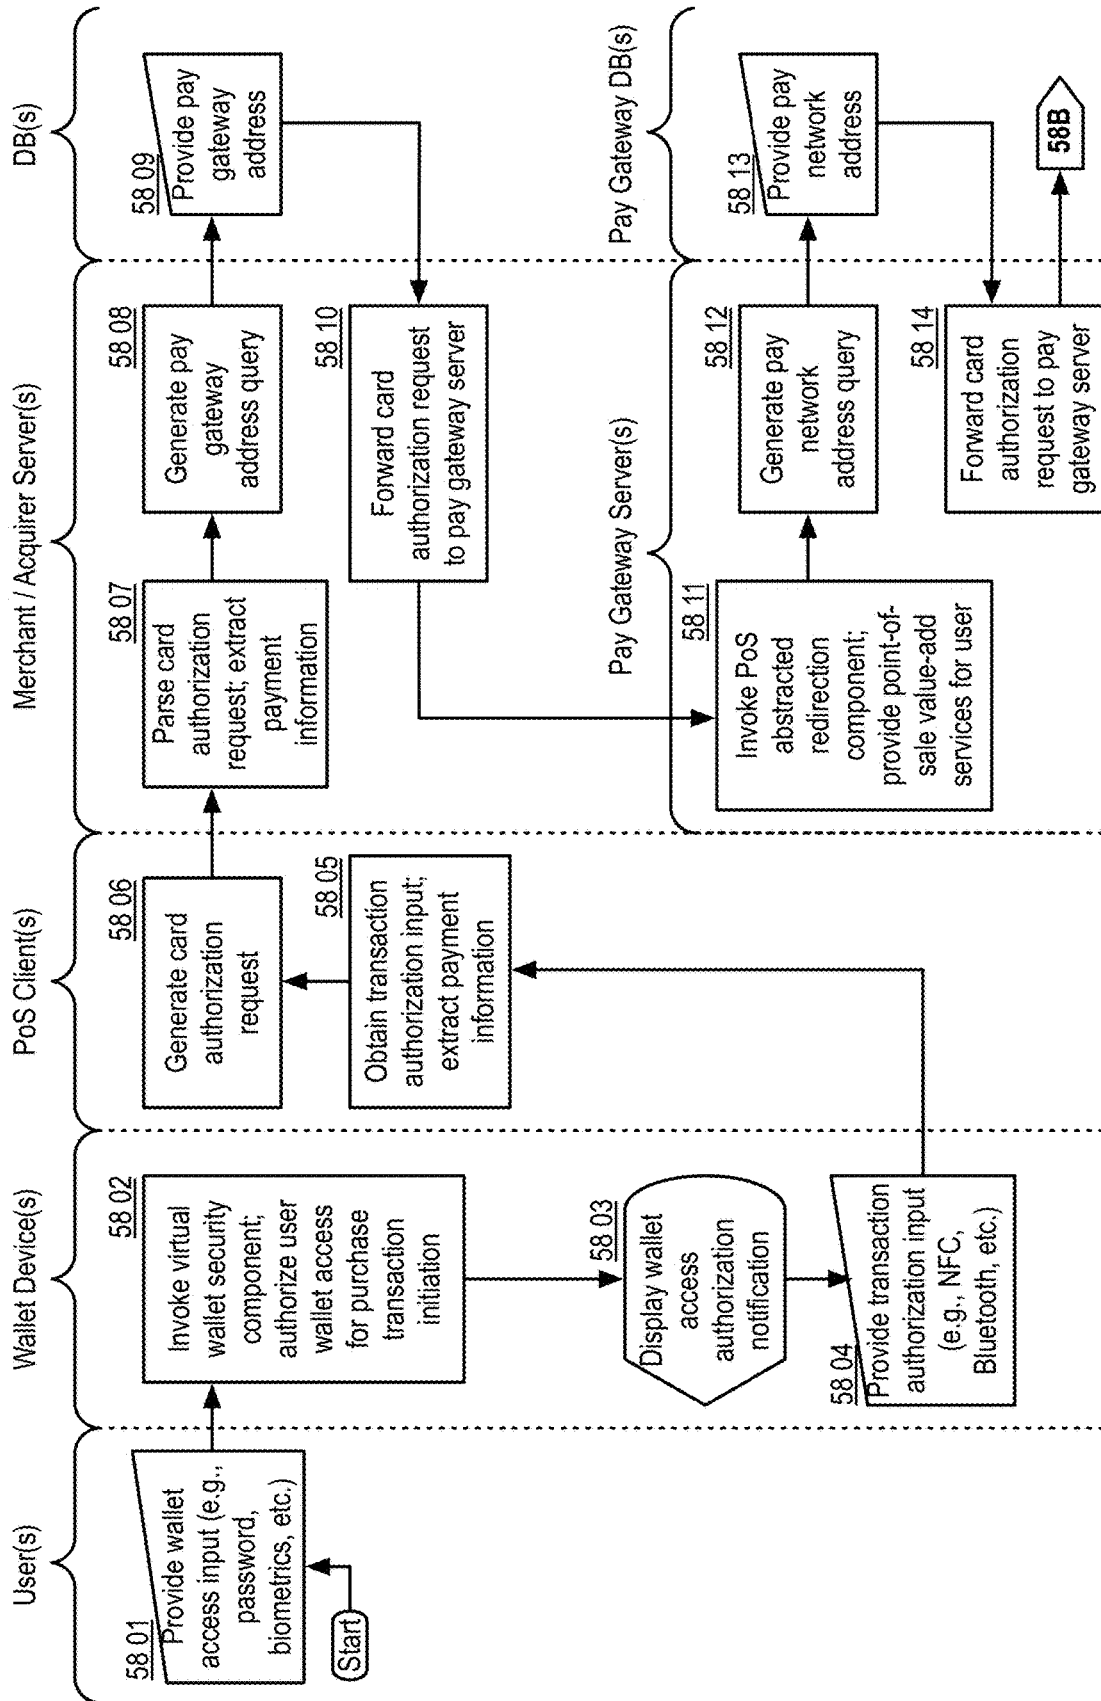 User(s)
Wallet Device(s)
PoS Client(s)
Merchant / Acquirer Server(s)
DB(s)
58 01
Provide wallet
access input (e.g.,
password,
biometrics, etc.)
Start
58 02
Invoke virtual
wallet security
component;
authorize user
wallet access
for purchase
transaction
initiation
58 03
Display wallet
access
authorization
notification
58 04
Provide transaction
authorization input
(e.g., NFC,
Bluetooth, etc.)
58 06
Generate card
authorization
request
58 05
Obtain transaction
authorization input;
extract payment
information
58 07
Parse card
authorization
request; extract
payment
information
58 08
Generate pay
gateway
address query
58 09
Provide pay
gateway
address
58 10
Forward card
authorization request
to pay gateway server
Pay Gateway Server(s)
Pay Gateway DB(s)
58 11
Invoke PoS
abstracted
redirection
component;
provide point-of-
sale value-add
services for user
58 12
Generate pay
network
address query
58 13
Provide pay
network
address
58 14
Forward card
authorization
request to pay
gateway server
58B